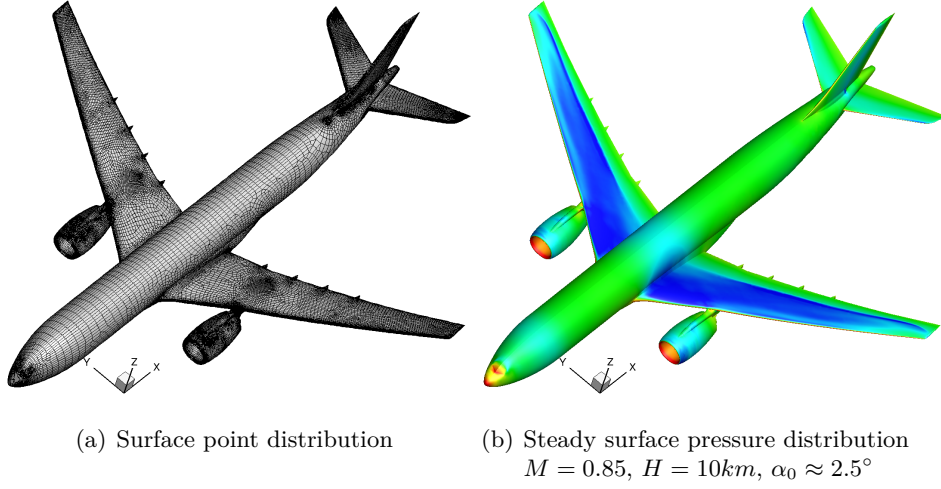 Y
Z
X
Y
Z
X
(a) Surface point distribution
(b) Steady surface pressure distribution
M = 0.85, H = 10km, α₀ ≈ 2.5°